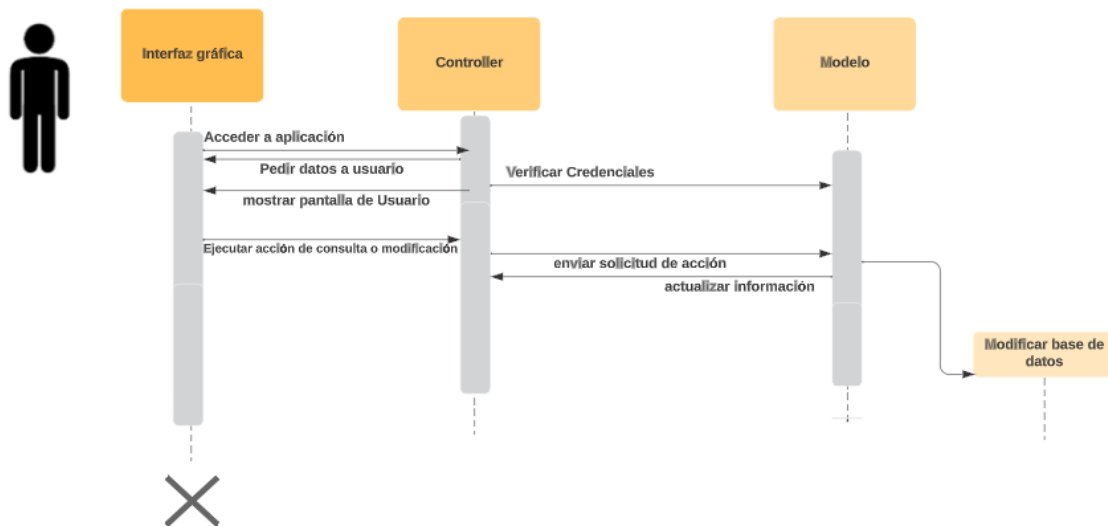 Interfaz gráfica
Controller
Modelo
Acceder a aplicación
Pedir datos a usuario
Verificar Credenciales
mostrar pantalla de Usuario
Ejecutar acción de consulta o modificación
enviar solicitud de acción
actualizar información
Modificar base de
datos